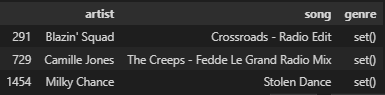 artist song genre
291 Blazin' Squad Crossroads - Radio Edit set()
729 Camille Jones The Creeps - Fedde Le Grand Radio Mix set()
1454 Milky Chance Stolen Dance set()